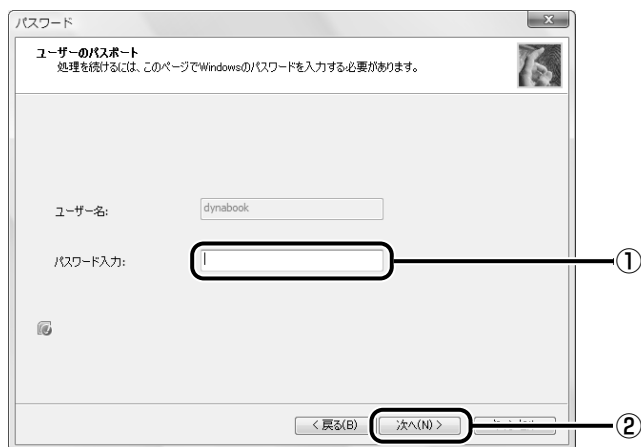 パスワード
ユーザーのパスポート
処理を続けるには、このページでWindowsのパスワードを入力する必要があります。
ユーザー名:
dynabook
パスワード入力:
①
< 戻る(B)
次へ(N) >
②